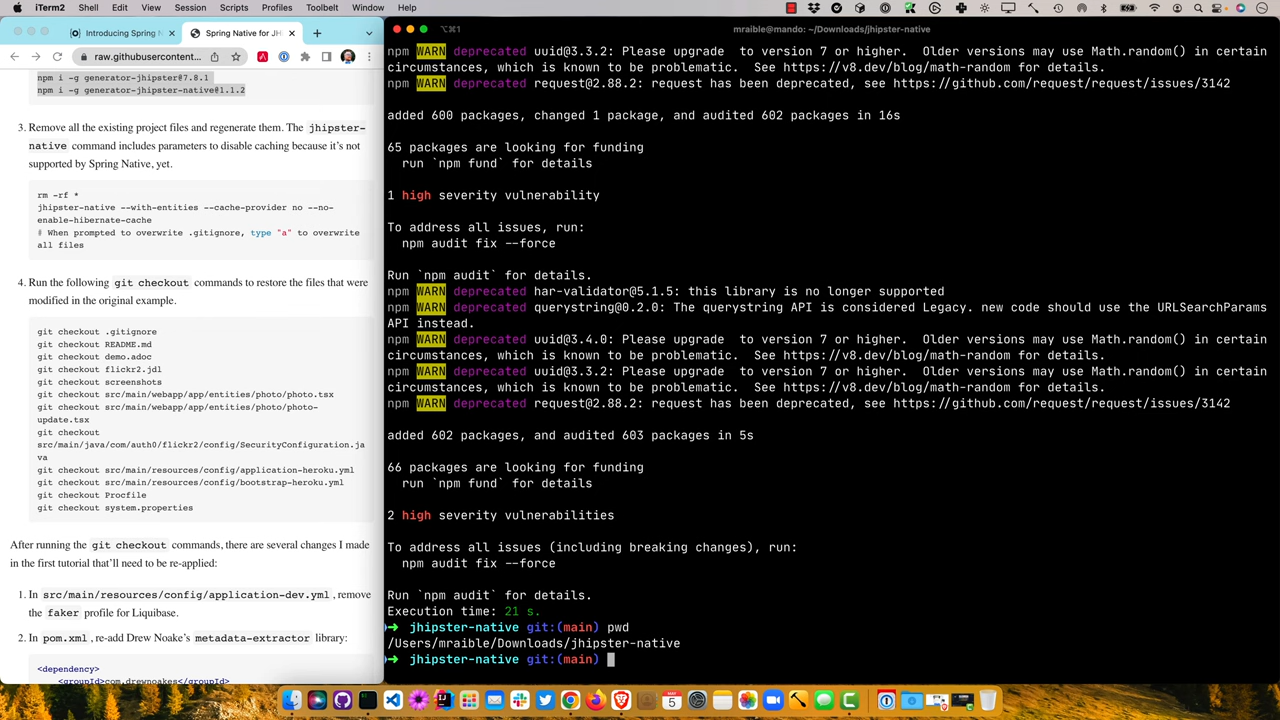 iTerm2 Shell Edit View Session Scripts Profiles Toolbelt Window Help
Introducing Spring N
Spring Native for JH
raw.githubusercontent…
npm i -g generator-jhipster@7.8.1
npm i -g generator-jhipster-native@1.1.2
3. Remove all the existing project files and regenerate them. The jhipster-
native command includes parameters to disable caching because it’s not
supported by Spring Native, yet.
rm -rf *
jhipster-native --with-entities --cache-provider no --no-
enable-hibernate-cache
# When prompted to overwrite .gitignore, type "a" to overwrite
all files
4. Run the following git checkout commands to restore the files that were
modified in the original example.
git checkout .gitignore
git checkout README.md
git checkout demo.adoc
git checkout flickr2.jdl
git checkout screenshots
git checkout src/main/webapp/app/entities/photo/photo.tsx
git checkout src/main/webapp/app/entities/photo/photo-
update.tsx
git checkout
src/main/java/com/auth0/flickr2/config/SecurityConfiguration.ja
va
git checkout src/main/resources/config/application-heroku.yml
git checkout src/main/resources/config/bootstrap-heroku.yml
git checkout Procfile
git checkout system.properties
After running the git checkout commands, there are several changes I made
in the first tutorial that’ll need to be re-applied:
1. In src/main/resources/config/application-dev.yml, remove
the faker profile for Liquibase.
2. In pom.xml, re-add Drew Noake’s metadata-extractor library:
<dependency>
<groupId>com.drewnoakes</groupId>
⌥⌘1
mraible@mando: ~/Downloads/jhipster-native
npm WARN deprecated uuid@3.3.2: Please upgrade  to version 7 or higher.  Older versions may use Math.random() in certain
circumstances, which is known to be problematic.  See https://v8.dev/blog/math-random for details.
npm WARN deprecated request@2.88.2: request has been deprecated, see https://github.com/request/request/issues/3142
added 600 packages, changed 1 package, and audited 602 packages in 16s
65 packages are looking for funding
run `npm fund` for details
1 high severity vulnerability
To address all issues, run:
npm audit fix --force
Run `npm audit` for details.
npm WARN deprecated har-validator@5.1.5: this library is no longer supported
npm WARN deprecated querystring@0.2.0: The querystring API is considered Legacy. new code should use the URLSearchParams
API instead.
npm WARN deprecated uuid@3.4.0: Please upgrade  to version 7 or higher.  Older versions may use Math.random() in certain
circumstances, which is known to be problematic.  See https://v8.dev/blog/math-random for details.
npm WARN deprecated uuid@3.3.2: Please upgrade  to version 7 or higher.  Older versions may use Math.random() in certain
circumstances, which is known to be problematic.  See https://v8.dev/blog/math-random for details.
npm WARN deprecated request@2.88.2: request has been deprecated, see https://github.com/request/request/issues/3142
added 602 packages, and audited 603 packages in 5s
66 packages are looking for funding
run `npm fund` for details
2 high severity vulnerabilities
To address all issues (including breaking changes), run:
npm audit fix --force
Run `npm audit` for details.
Execution time: 21 s.
➜ jhipster-native git:(main) pwd
/Users/mraible/Downloads/jhipster-native
➜ jhipster-native git:(main)
MAY
5